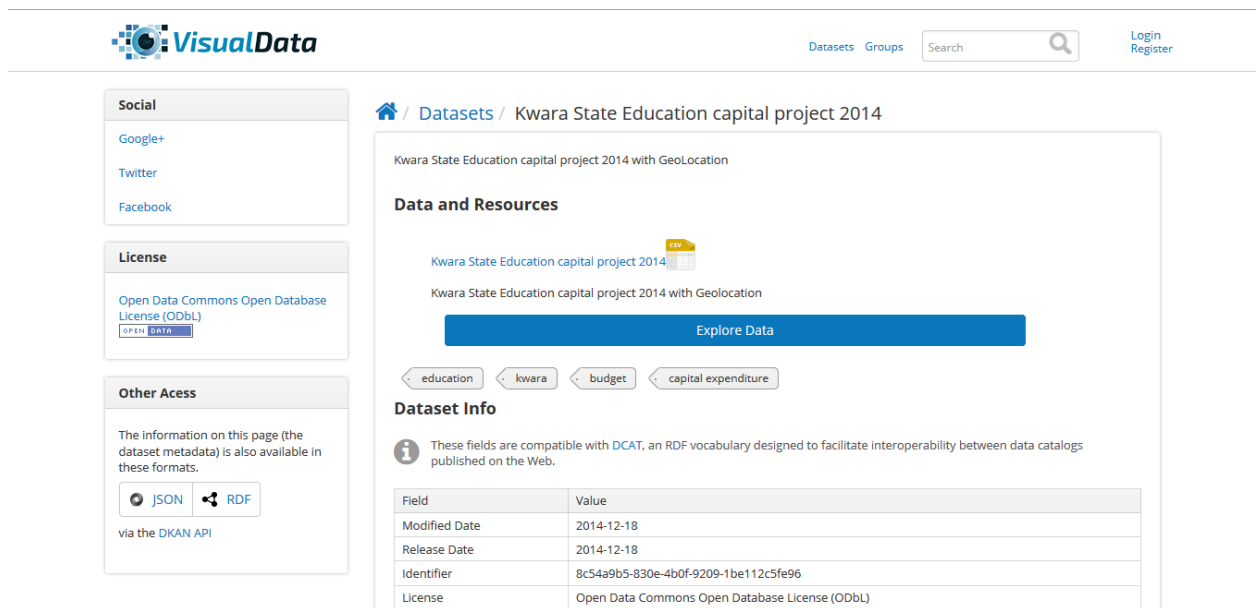 VisualData
Datasets Groups
Search
Login
Register
Social
Google+
Twitter
Facebook
License
Open Data Commons Open Database
License (ODbL)
OPEN DATA
Other Acess
The information on this page (the
dataset metadata) is also available in
these formats.
JSON RDF
via the DKAN API
/ Datasets / Kwara State Education capital project 2014
Kwara State Education capital project 2014 with GeoLocation
Data and Resources
Kwara State Education capital project 2014
CSV
Kwara State Education capital project 2014 with Geolocation
Explore Data
education kwara budget capital expenditure
Dataset Info
These fields are compatible with DCAT, an RDF vocabulary designed to facilitate interoperability between data catalogs
published on the Web.
Field Value
Modified Date 2014-12-18
Release Date 2014-12-18
Identifier 8c54a9b5-830e-4b0f-9209-1be112c5fe96
License Open Data Commons Open Database License (ODbL)